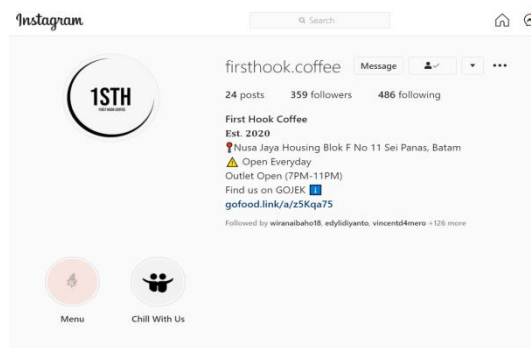 Instagram
Search
firsthook.coffee Message
24 posts 359 followers 486 following
First Hook Coffee
Est. 2020
Nusa Jaya Housing Blok F No 11 Sei Panas, Batam
Open Everyday
Outlet Open (7PM-11PM)
Find us on GOJEK
gofood.link/a/z5Kqa75
Followed by wiranaibaho18, edylidiyanto, vincentd4mero +126 more
1STH
FIRST HOOK COFFEE
Menu Chill With Us